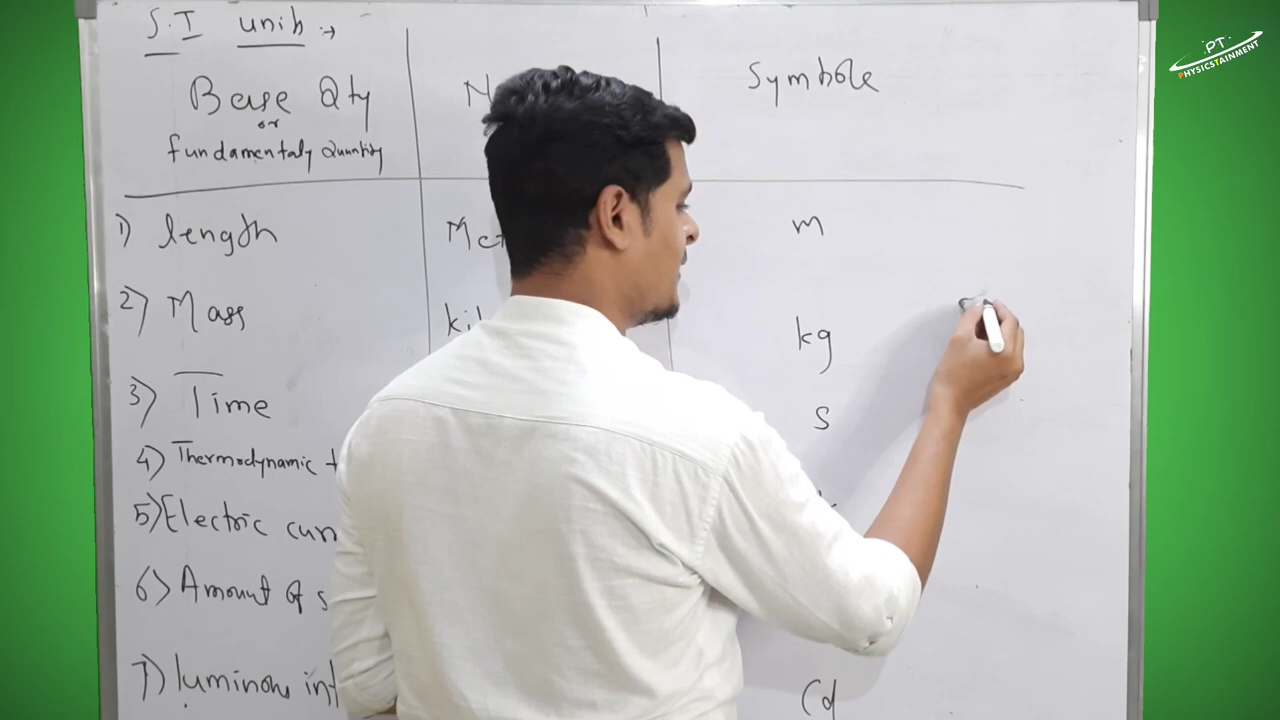 S.I unit :→
Base Qty
or
fundamentaly Quantity
Symbole
1) length
m
2) Mass
kg
3) Time
s
4) Thermodynamic
5) Electric
6) Amount of
7) luminous
Cd
PT
PHYSICSTAINMENT